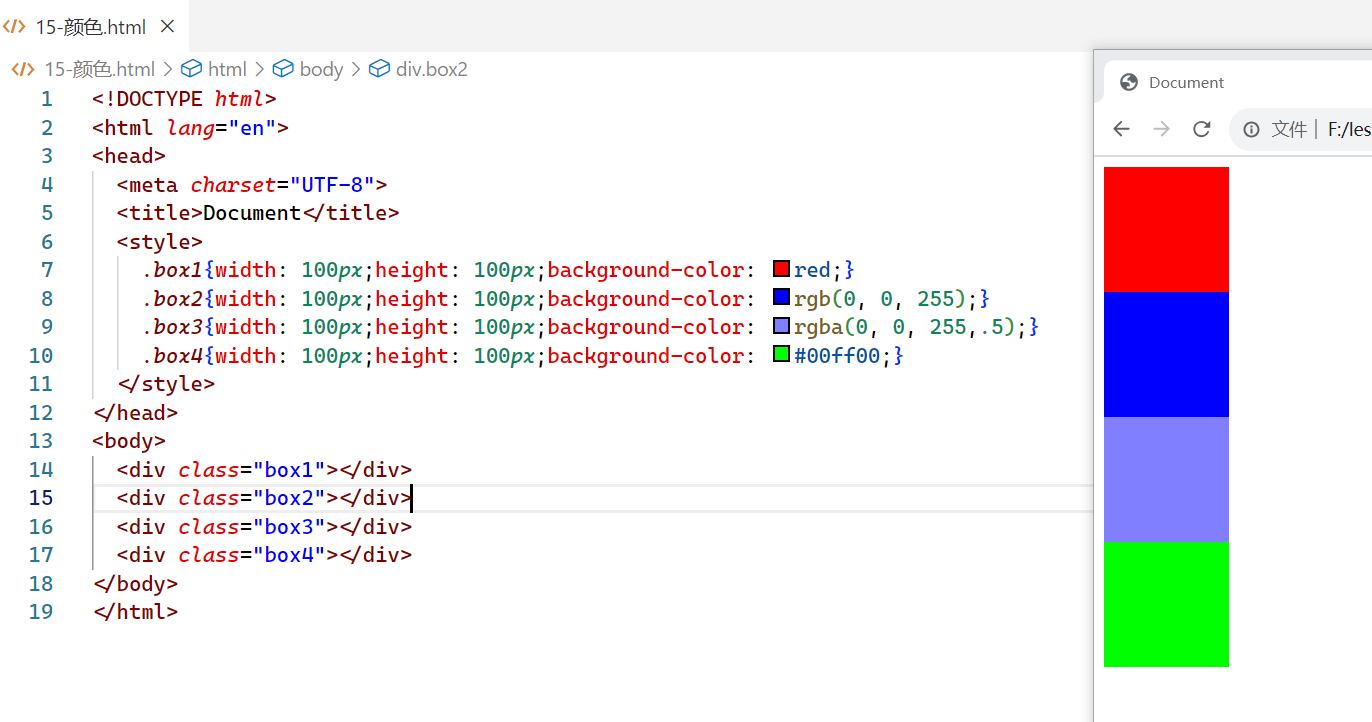 15-颜色.html
15-颜色.html > html > body > div.box2
1 <!DOCTYPE html>
2 <html lang="en">
3 <head>
4 <meta charset="UTF-8">
5 <title>Document</title>
6 <style>
7 .box1{width: 100px;height: 100px;background-color: red;}
8 .box2{width: 100px;height: 100px;background-color: rgb(0, 0, 255);}
9 .box3{width: 100px;height: 100px;background-color: rgba(0, 0, 255,.5);}
10 .box4{width: 100px;height: 100px;background-color: #00ff00;}
11 </style>
12 </head>
13 <body>
14 <div class="box1"></div>
15 <div class="box2"></div>
16 <div class="box3"></div>
17 <div class="box4"></div>
18 </body>
19 </html>
Document
文件 | F:/les